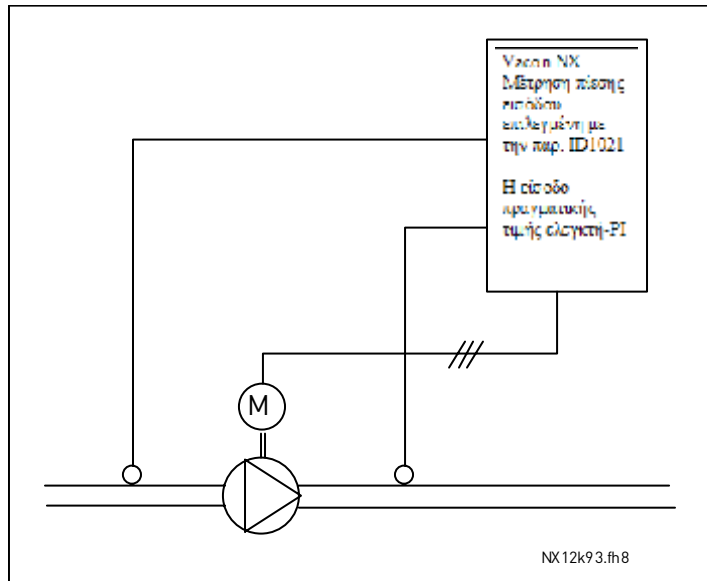 Vacon NX
Μέτρηση πίεσης
εισόδου
επιλεγμένη με
την παρ. ID1021
Η είσοδο
πραγματικής
τιμής ελεγκτή-PI
M
NX12k93.fh8